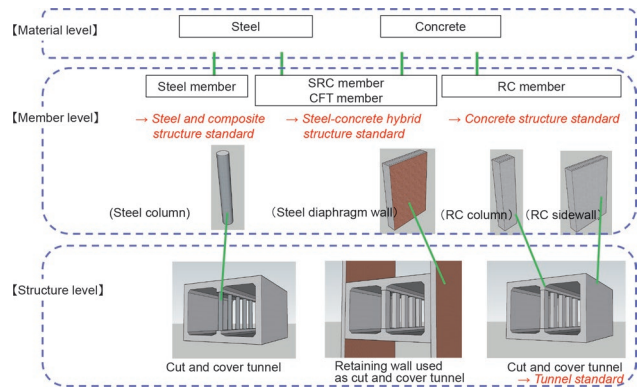 【Material level】
Steel
Concrete
【Member level】
Steel member
SRC member
CFT member
RC member
→ Steel and composite
structure standard
→ Steel-concrete hybrid
structure standard
→ Concrete structure standard
(Steel column)
(Steel diaphragm wall)
(RC column)
(RC sidewall)
【Structure level】
Cut and cover tunnel
Retaining wall used
as cut and cover tunnel
Cut and cover tunnel
→ Tunnel standard